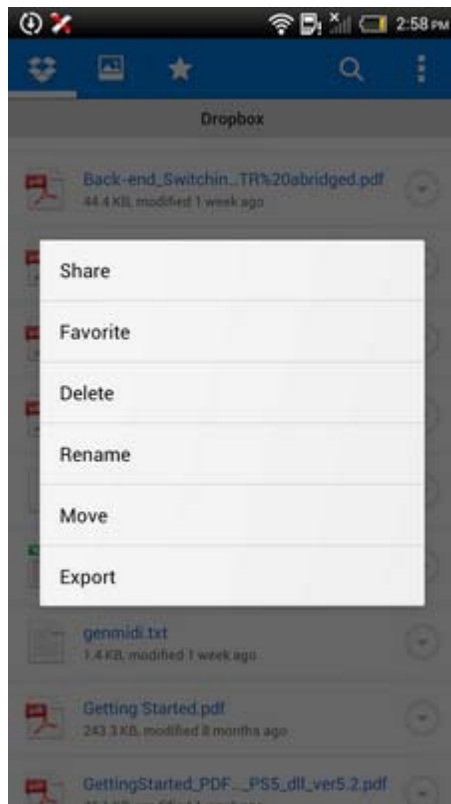 2:58 PM
Dropbox
Back-end_Switchin...TR%20abridged.pdf
44.4 KB, modified 1 week ago
Share
Favorite
Delete
Rename
Move
Export
genmidi.txt
1.4 KB, modified 1 week ago
Getting Started.pdf
243.3 KB, modified 8 months ago
GettingStarted_PDF..._PS5_dll_ver5.2.pdf